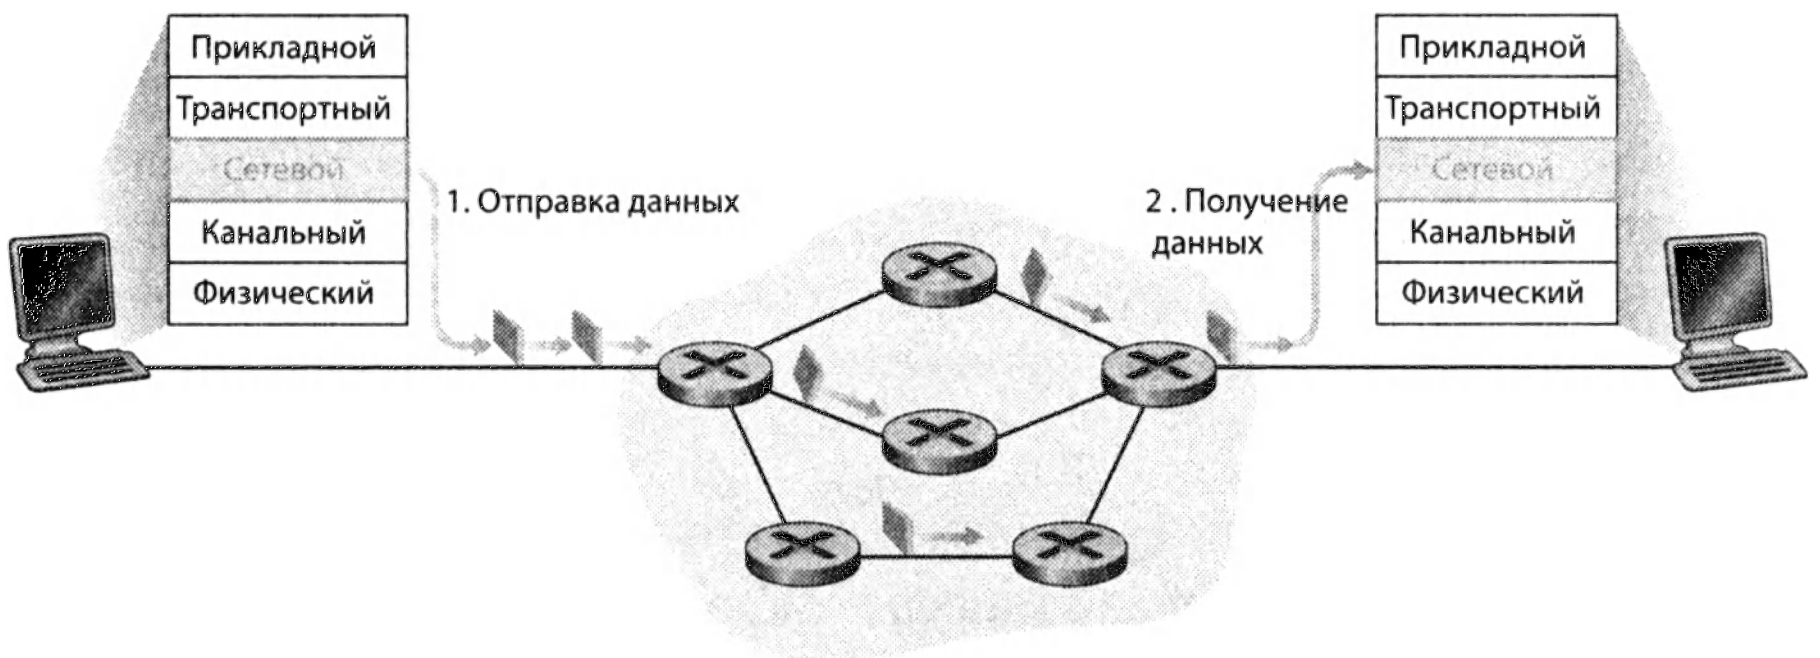 Прикладной
Транспортный
Сетевой
Канальный
Физический
1. Отправка данных
2 . Получение
данных
Прикладной
Транспортный
Сетевой
Канальный
Физический